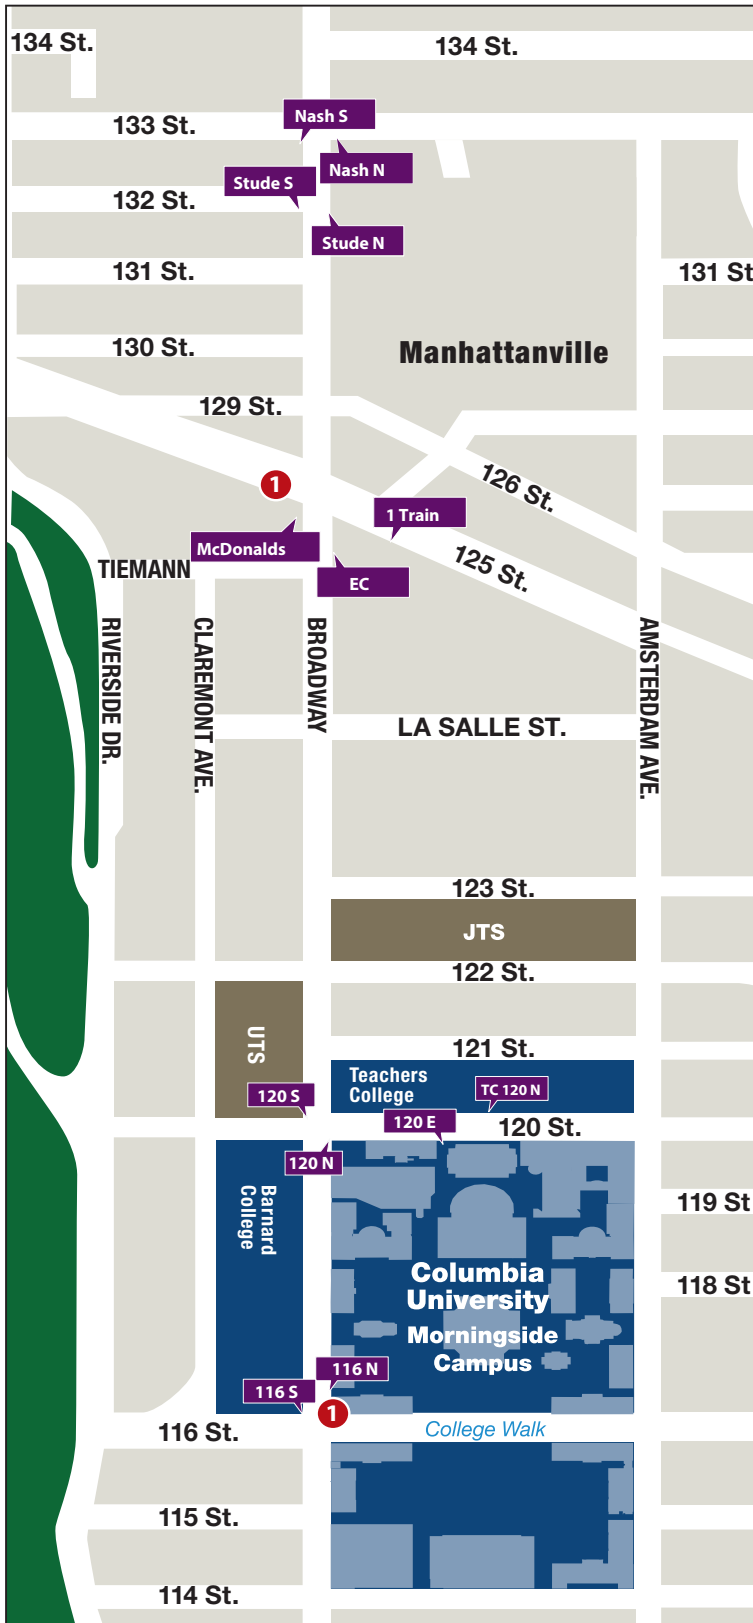 134 St.
134 St.
Nash S
133 St.
Nash N
Stude S
132 St.
Stude N
131 St.
131 St
130 St.
Manhattanville
129 St.
126 St.
1
1 Train
McDonalds
125 St.
TIEMANN
EC
RIVERSIDE DR.
CLAREMONT AVE.
BROADWAY
AMSTERDAM AVE.
LA SALLE ST.
123 St.
JTS
122 St.
UTS
121 St.
Teachers
College
TC 120 N
120 S
120 E
120 St.
120 N
Barnard
College
119 St
Columbia
University
118 St
Morningside
Campus
116 N
116 S
1
116 St.
College Walk
115 St.
114 St.